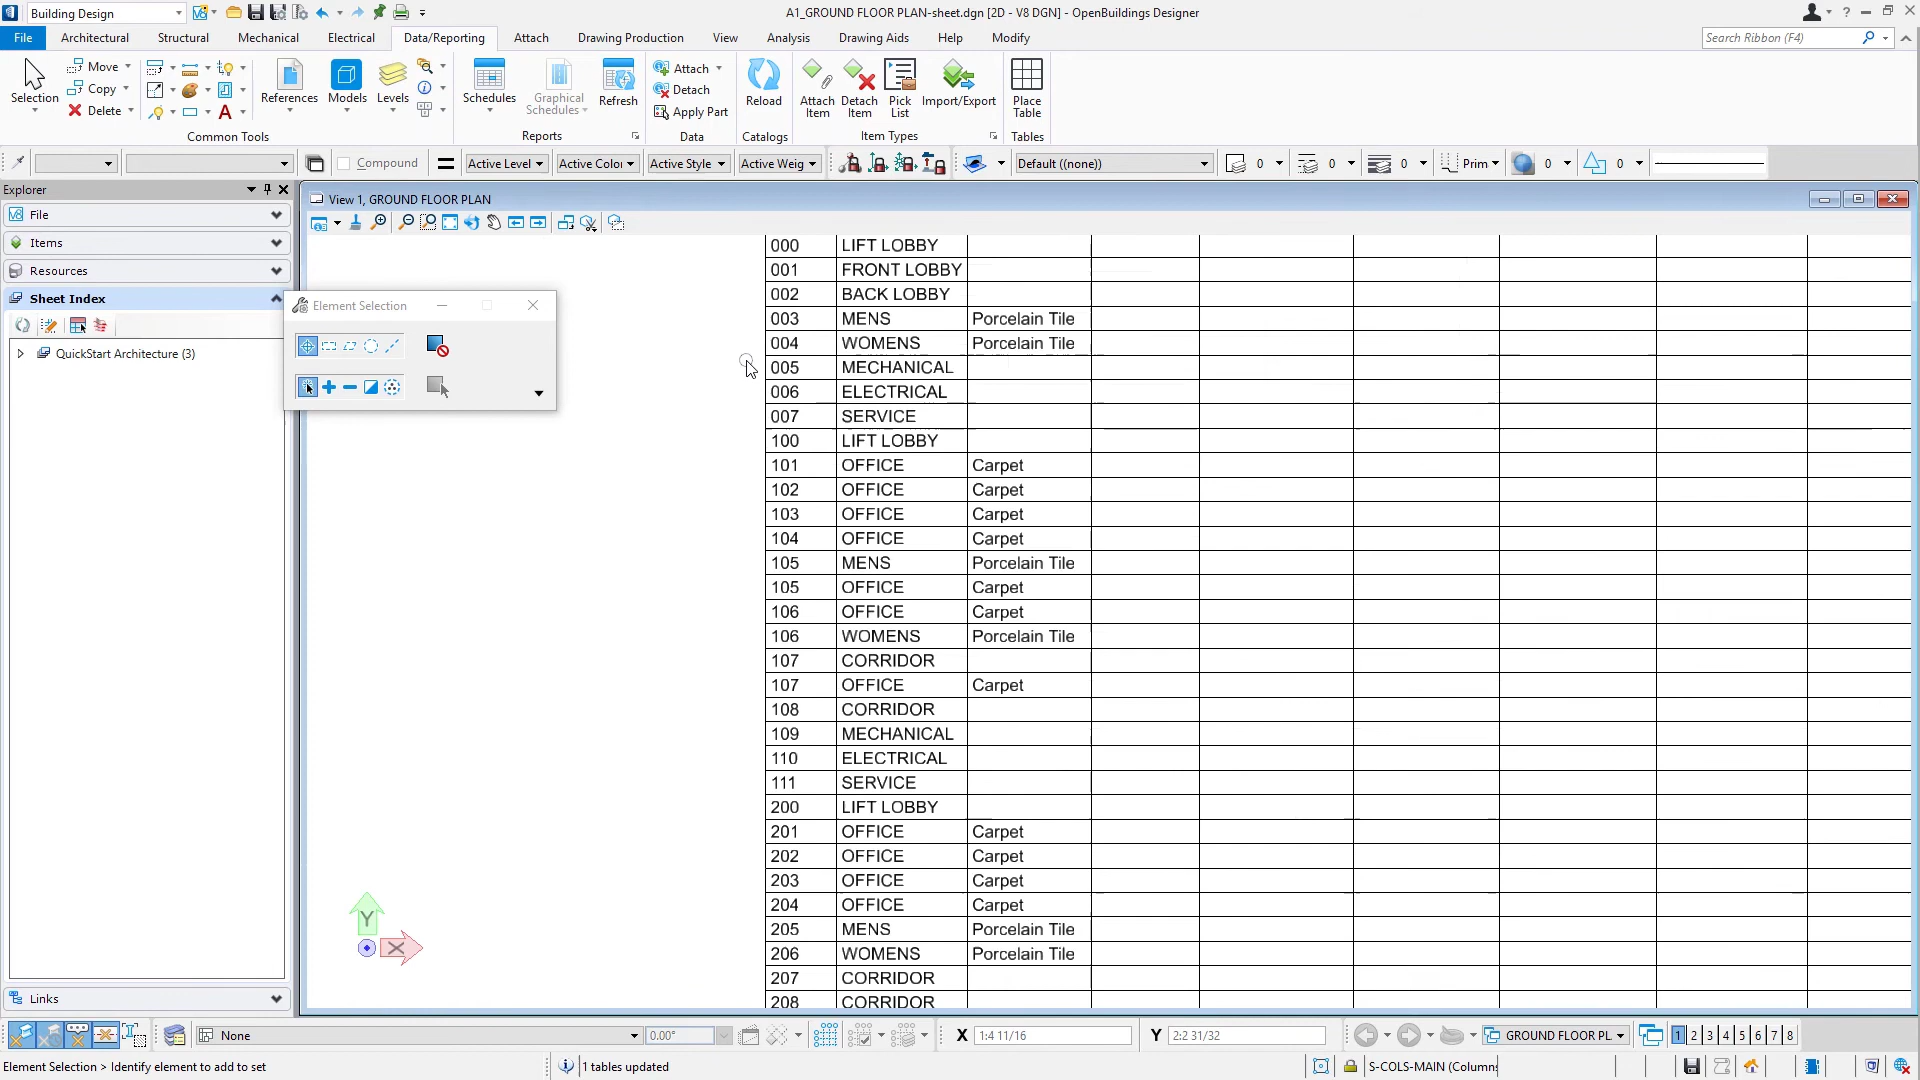 Building Design
A1_GROUND FLOOR PLAN-sheet.dgn [2D - V8 DGN] - OpenBuildings Designer
File Architectural Structural Mechanical Electrical Data/Reporting Attach Drawing Production View Analysis Drawing Aids Help Modify
Search Ribbon (F4)
Selection
Move
Copy
Delete
Common Tools
References Models Levels
Schedules Graphical Schedules Refresh
Reports
Attach
Detach
Apply Part
Data
Reload
Catalogs
Attach Item Detach Item Pick List Import/Export
Item Types
Place Table
Tables
Compound Active Level Active Color Active Style Active Weig Default ((none)) 0 0 0 Prim 0 0
Explorer
File
Items
Resources
Sheet Index
QuickStart Architecture (3)
Links
View 1, GROUND FLOOR PLAN
Element Selection
000 LIFT LOBBY
001 FRONT LOBBY
002 BACK LOBBY
003 MENS Porcelain Tile
004 WOMENS Porcelain Tile
005 MECHANICAL
006 ELECTRICAL
007 SERVICE
100 LIFT LOBBY
101 OFFICE Carpet
102 OFFICE Carpet
103 OFFICE Carpet
104 OFFICE Carpet
105 MENS Porcelain Tile
105 OFFICE Carpet
106 OFFICE Carpet
106 WOMENS Porcelain Tile
107 CORRIDOR
107 OFFICE Carpet
108 CORRIDOR
109 MECHANICAL
110 ELECTRICAL
111 SERVICE
200 LIFT LOBBY
201 OFFICE Carpet
202 OFFICE Carpet
203 OFFICE Carpet
204 OFFICE Carpet
205 MENS Porcelain Tile
206 WOMENS Porcelain Tile
207 CORRIDOR
208 CORRIDOR
Y
X
None 0.00° X 1:4 11/16 Y 2:2 31/32 GROUND FLOOR PL 1 2 3 4 5 6 7 8
Element Selection > Identify element to add to set 1 tables updated S-COLS-MAIN (Columns